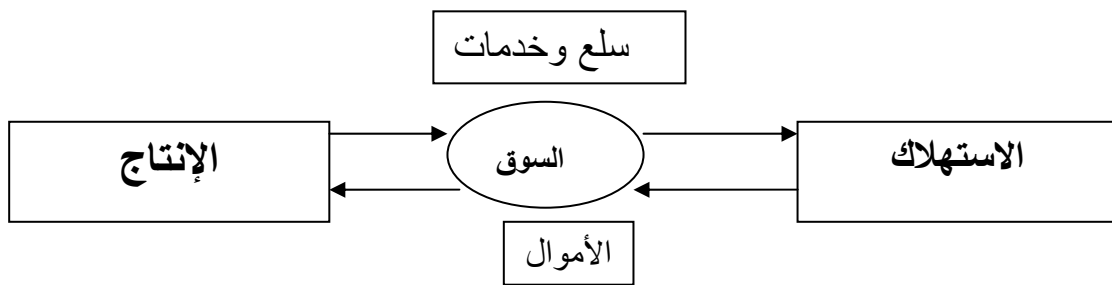 سلع وخدمات
الاستهلاك
السوق
الإنتاج
الأموال